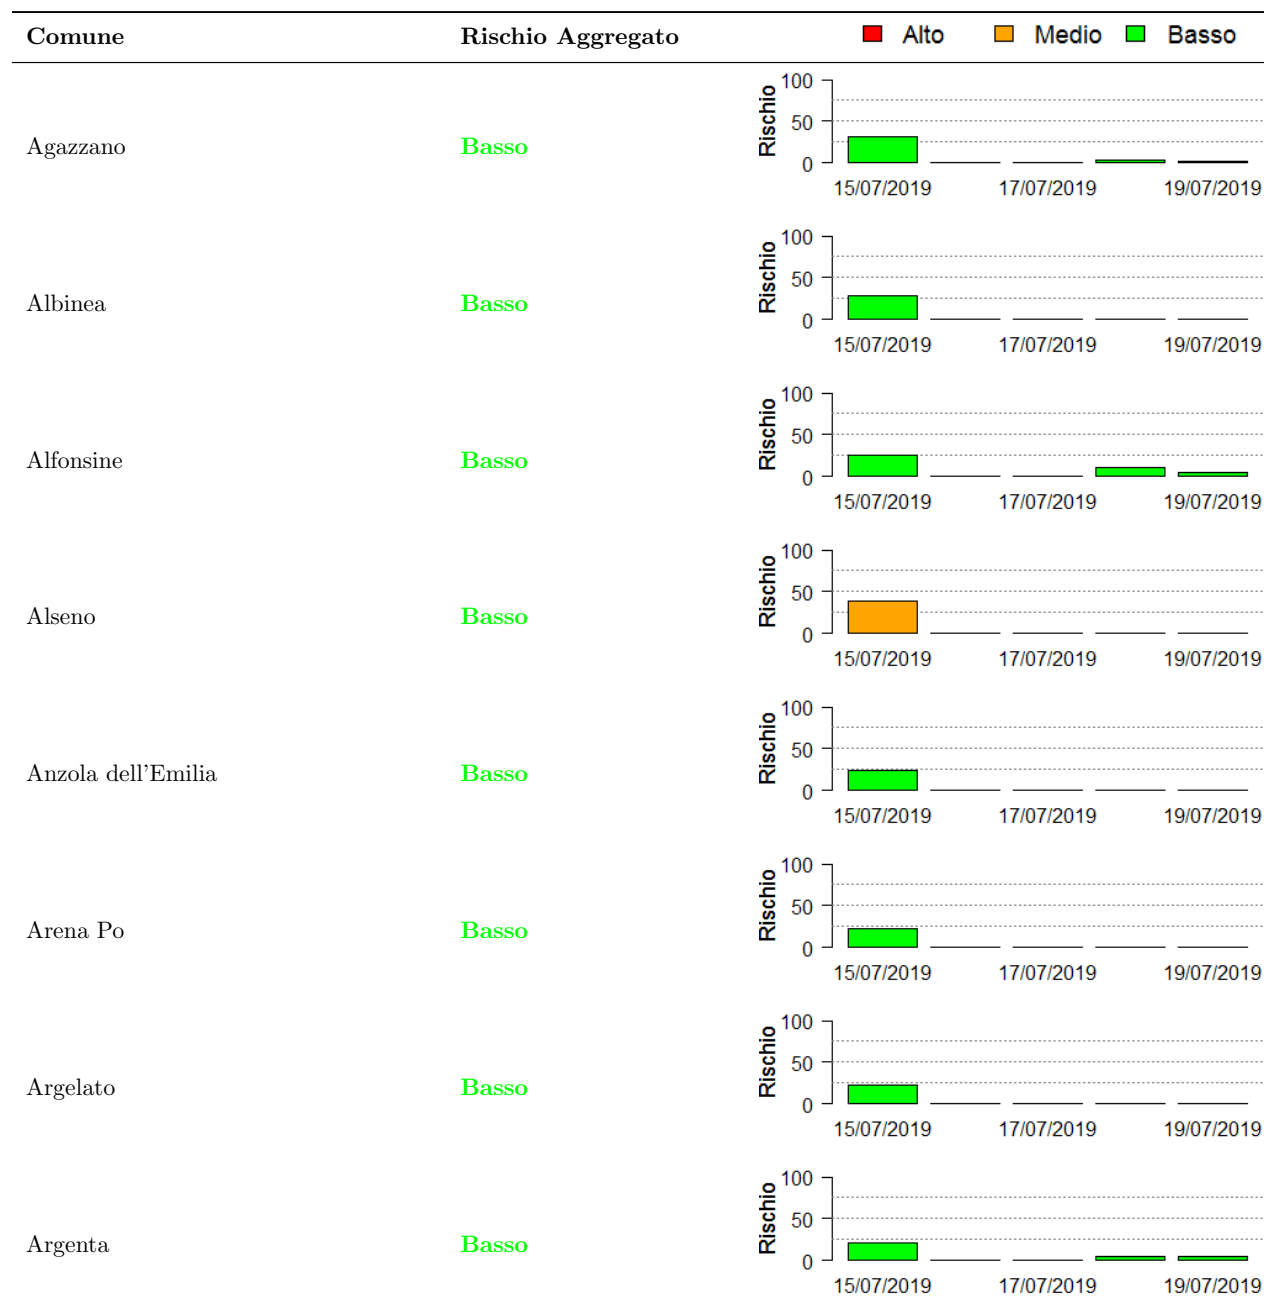 Comune Rischio Aggregato Alto Medio Basso
100
50
0
Rischio
Agazzano Basso
15/07/2019 17/07/2019 19/07/2019
100
50
0
Rischio
Albinea Basso
15/07/2019 17/07/2019 19/07/2019
100
50
0
Rischio
Alfonsine Basso
15/07/2019 17/07/2019 19/07/2019
100
50
0
Rischio
Alseno Basso
15/07/2019 17/07/2019 19/07/2019
100
50
0
Rischio
Anzola dell'Emilia Basso
15/07/2019 17/07/2019 19/07/2019
100
50
0
Rischio
Arena Po Basso
15/07/2019 17/07/2019 19/07/2019
100
50
0
Rischio
Argelato Basso
15/07/2019 17/07/2019 19/07/2019
100
50
0
Rischio
Argenta Basso
15/07/2019 17/07/2019 19/07/2019